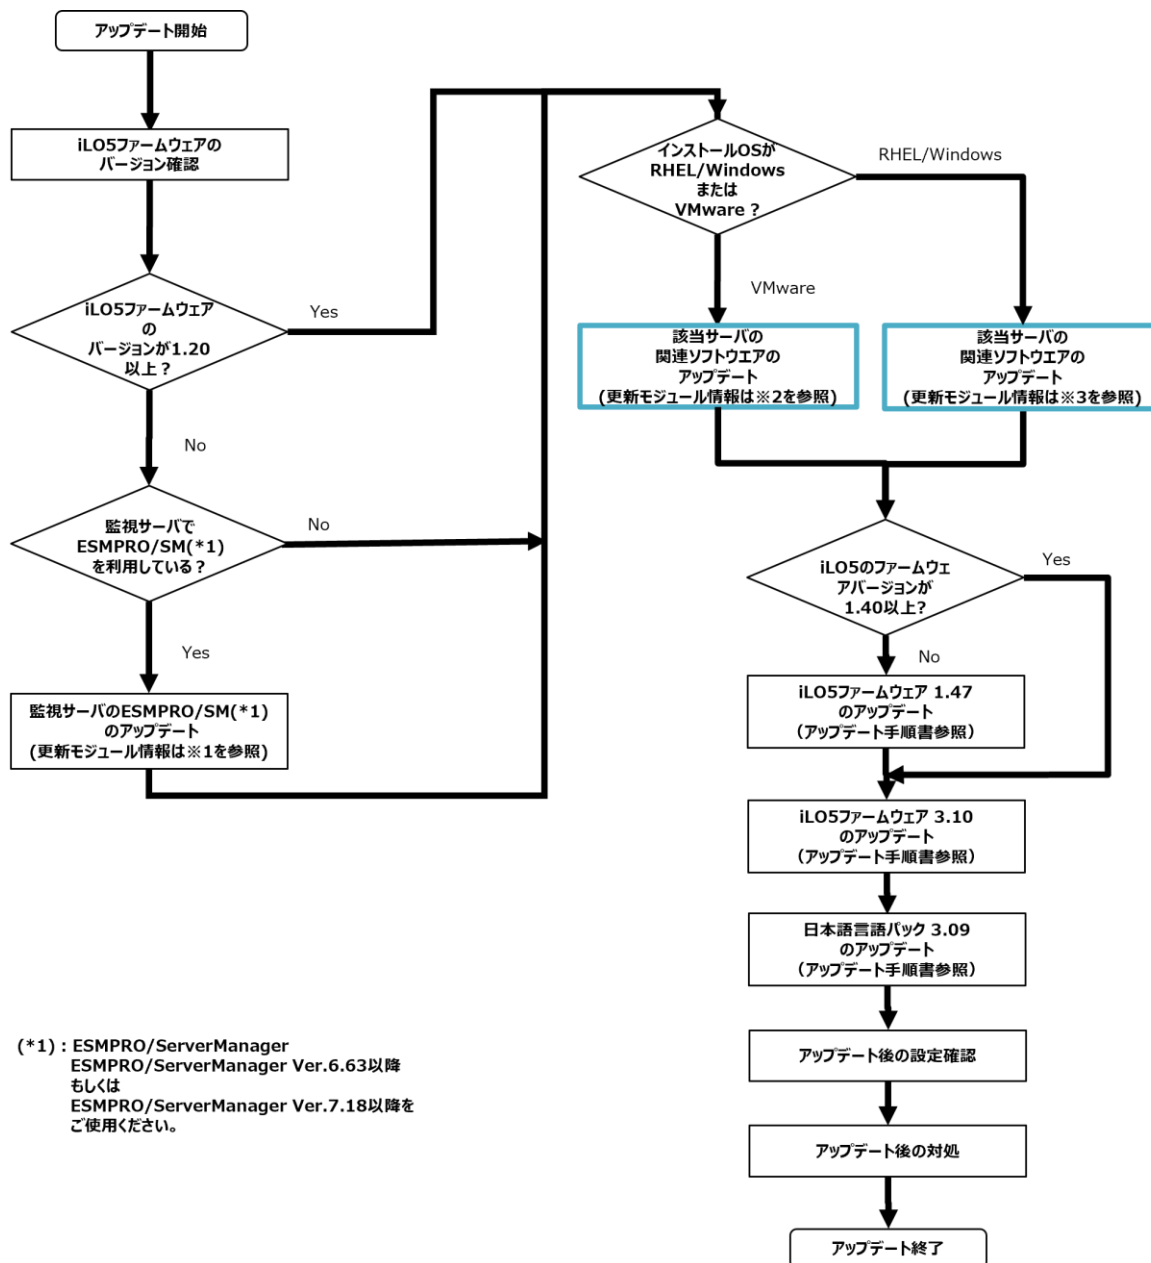 アップデート開始
iLO5ファームウェアの
バージョン確認
iLO5ファームウェア
の
バージョンが1.20
以上？
Yes
No
監視サーバで
ESMPRO/SM(*1)
を利用している？
No
Yes
監視サーバのESMPRO/SM(*1)
のアップデート
(更新モジュール情報は※1を参照)
インストールOSが
RHEL/Windows
または
VMware？
RHEL/Windows
VMware
該当サーバの
関連ソフトウエアの
アップデート
(更新モジュール情報は※2を参照)
該当サーバの
関連ソフトウエアの
アップデート
(更新モジュール情報は※3を参照)
iLO5のファームウェ
アバージョンが
1.40以上?
Yes
No
iLO5ファームウェア 1.47
のアップデート
（アップデート手順書参照）
iLO5ファームウェア 3.10
のアップデート
（アップデート手順書参照）
日本語言語パック 3.09
のアップデート
（アップデート手順書参照）
アップデート後の設定確認
アップデート後の対処
アップデート終了
(*1)：ESMPRO/ServerManager
ESMPRO/ServerManager Ver.6.63以降
もしくは
ESMPRO/ServerManager Ver.7.18以降を
ご使用ください。